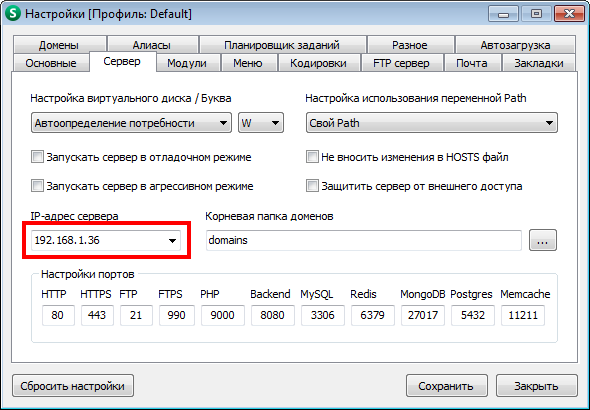 Настройки [Профиль: Default]
Домены Алиасы Планировщик заданий Разное Автозагрузка
Основные Сервер Модули Меню Кодировки FTP сервер Почта Закладки
Настройка виртуального диска / Буква Настройка использования переменной Path
Автоопределение потребности W Свой Path
Запускать сервер в отладочном режиме Не вносить изменения в HOSTS файл
Запускать сервер в агрессивном режиме Защитить сервер от внешнего доступа
IP-адрес сервера Корневая папка доменов
192.168.1.36 domains ...
Настройки портов
HTTP HTTPS FTP FTPS PHP Backend MySQL Redis MongoDB Postgres Memcache
80 443 21 990 9000 8080 3306 6379 27017 5432 11211
Сбросить настройки Сохранить Закрыть